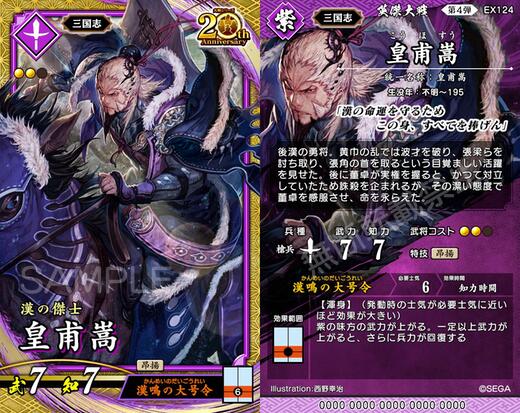 三国志
20th
Anniversary
SAMPLE
漢の傑士
皇甫嵩
昂揚
武7 知7
かんめいのだいごうれい
漢鳴の大号令
6
紫
三国志
英傑大戦
第4弾
EX124
こう ほ すう
皇甫嵩
統一名称:皇甫嵩
生没年:不明~195
「漢の命運を守るため
この身、すべてを捧げん」
後漢の勇将。黄巾の乱では波才を破り、張梁らを
討ち取り、張角の首を取るという目覚ましい活躍
を見せた。後に董卓が実権を握ると、かつて対立
していたため誅殺を企まれるが、その潔い態度で
董卓を感服させ、命を永らえた。
兵種 武力 知力 武将コスト
槍兵 7 7 特技 昂揚
かんめいのだいごうれい 必要士気 効果時間
漢鳴の大号令 6 知力時間
効果範囲
【渾身】(発動時の士気が必要士気に近い
ほど効果が大きい)
紫の味方の武力が上がる。一定以上武力が
上がると、さらに兵力が回復する
Illustration:西野幸治
©SEGA
0000 0000 0000 0000 0000